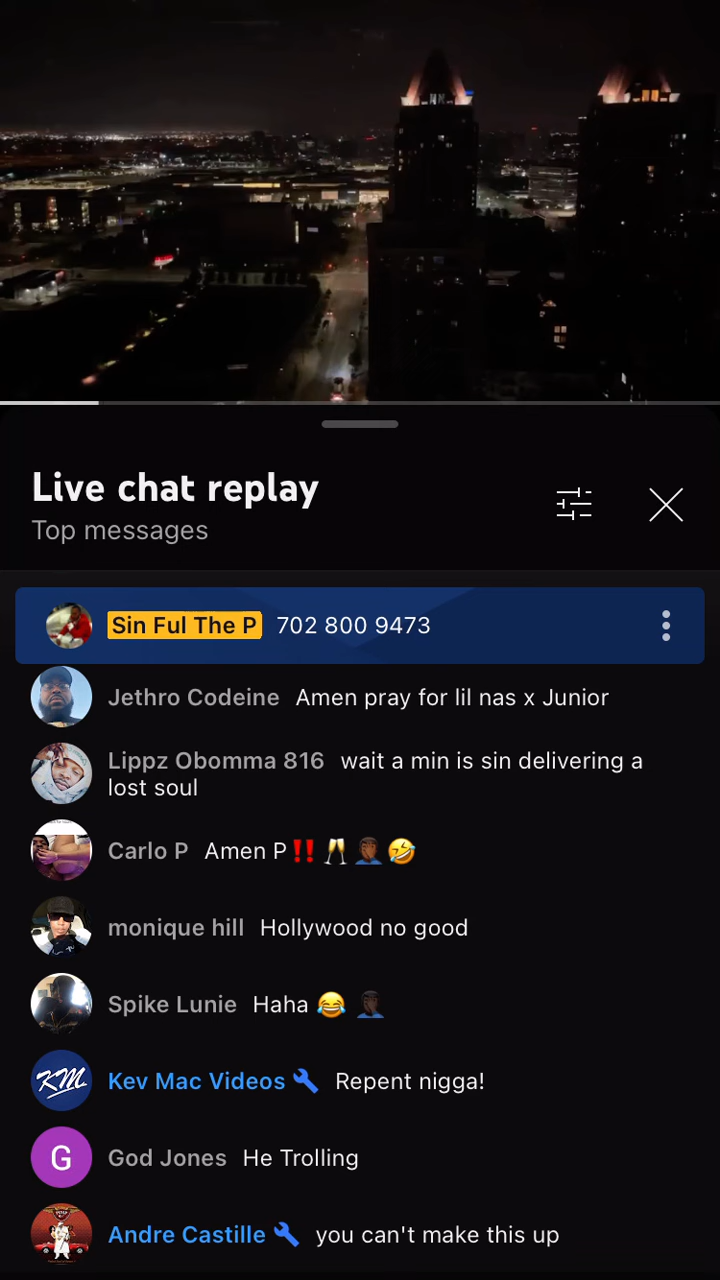 Live chat replay
Top messages
Sin Ful The P 702 800 9473
Jethro Codeine Amen pray for lil nas x Junior
Lippz Obomma 816 wait a min is sin delivering a
lost soul
Carlo P Amen P‼️🥂🤦🏾‍♂️🤣
monique hill Hollywood no good
Spike Lunie Haha 😂 🤦🏿‍♂️
KM
Kev Mac Videos Repent nigga!
G
God Jones He Trolling
Andre Castille you can't make this up